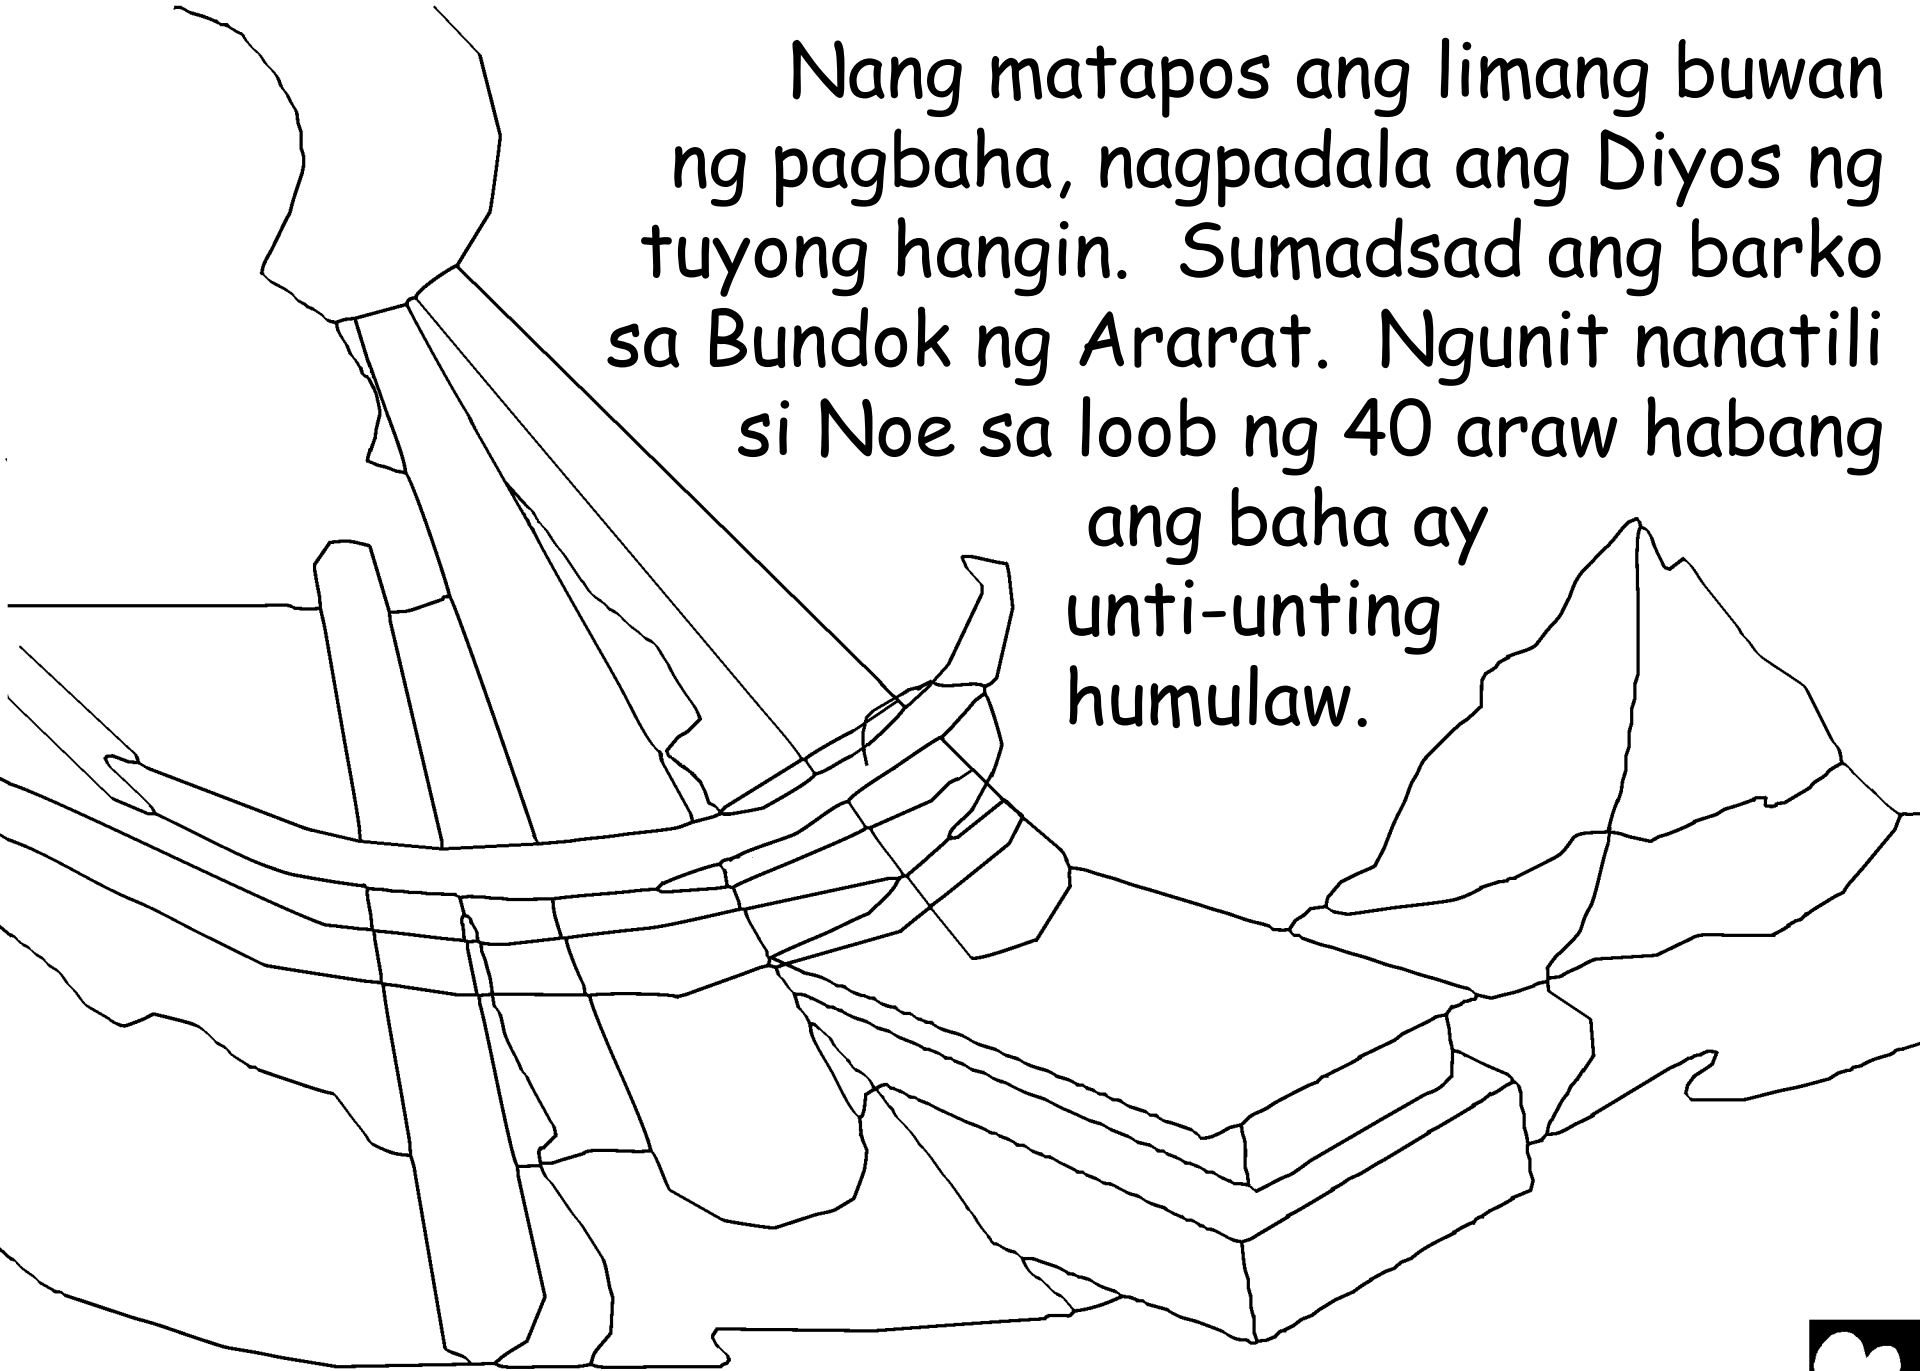 Nang matapos ang limang buwan
ng pagbaha, nagpadala ang Diyos ng
tuyong hangin. Sumadsad ang barko
sa Bundok ng Ararat. Ngunit nanatili
si Noe sa loob ng 40 araw habang
ang baha ay
unti-unting
humulaw.